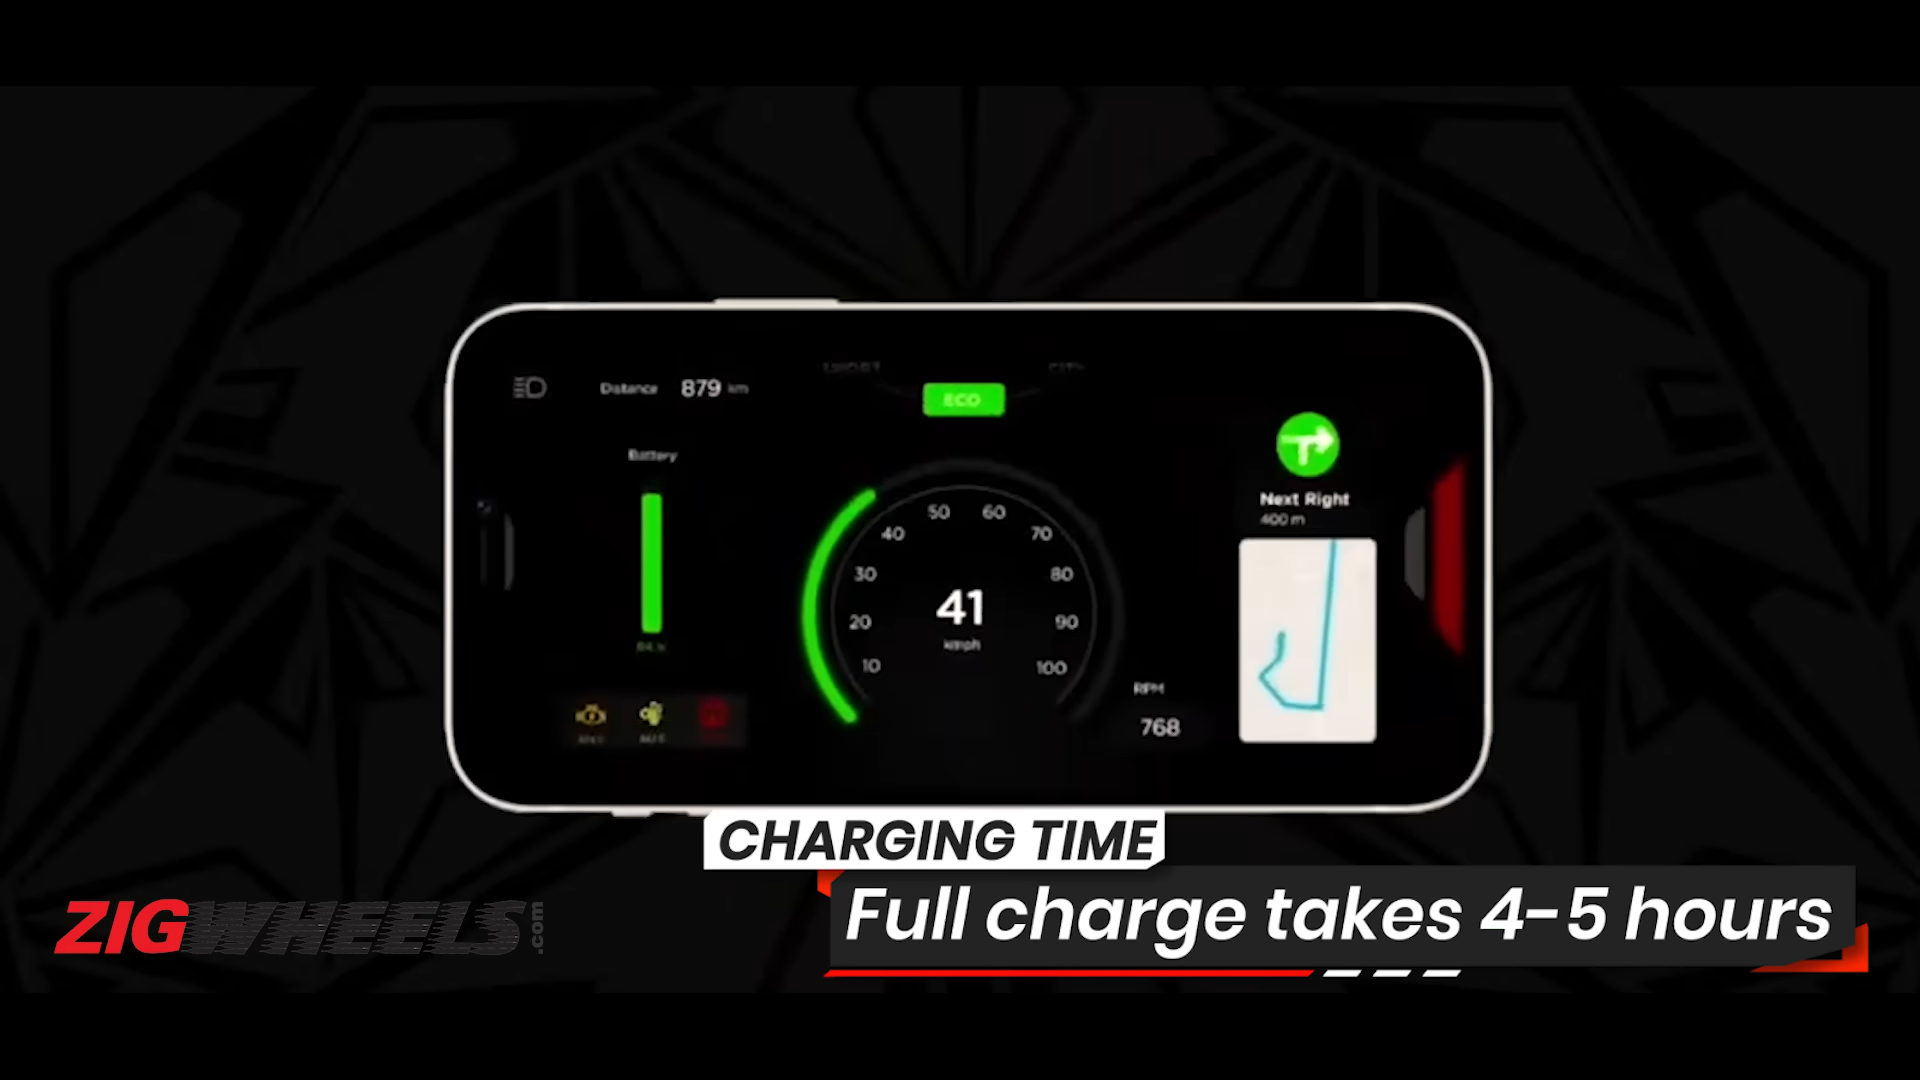 Distance 879 km
ECO
Battery
50 60
40 70
30 80
20 90
10 100
41
kmph
RPM
768
Next Right
400 m
CHARGING TIME
Full charge takes 4-5 hours
ZIGWHEELS.com